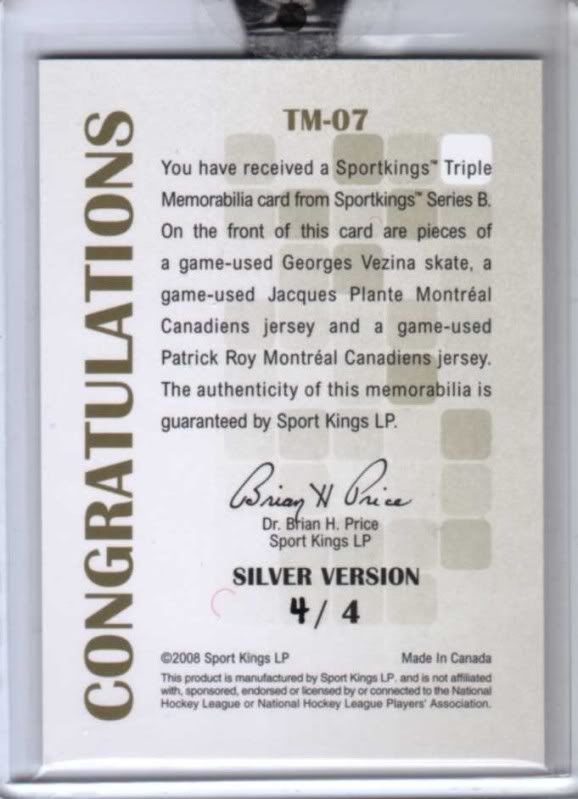 CONGRATULATIONS
TM-07
You have received a Sportkings™ Triple
Memorabilia card from Sportkings™ Series B.
On the front of this card are pieces of
a game-used Georges Vezina skate, a
game-used Jacques Plante Montréal
Canadiens jersey and a game-used
Patrick Roy Montréal Canadiens jersey.
The authenticity of this memorabilia is
guaranteed by Sport Kings LP.
Brian H Price
Dr. Brian H. Price
Sport Kings LP
SILVER VERSION
4 / 4
©2008 Sport Kings LP Made In Canada
This product is manufactured by Sport Kings LP. and is not affiliated
with, sponsored, endorsed or licensed by or connected to the National
Hockey League or National Hockey League Players' Association.